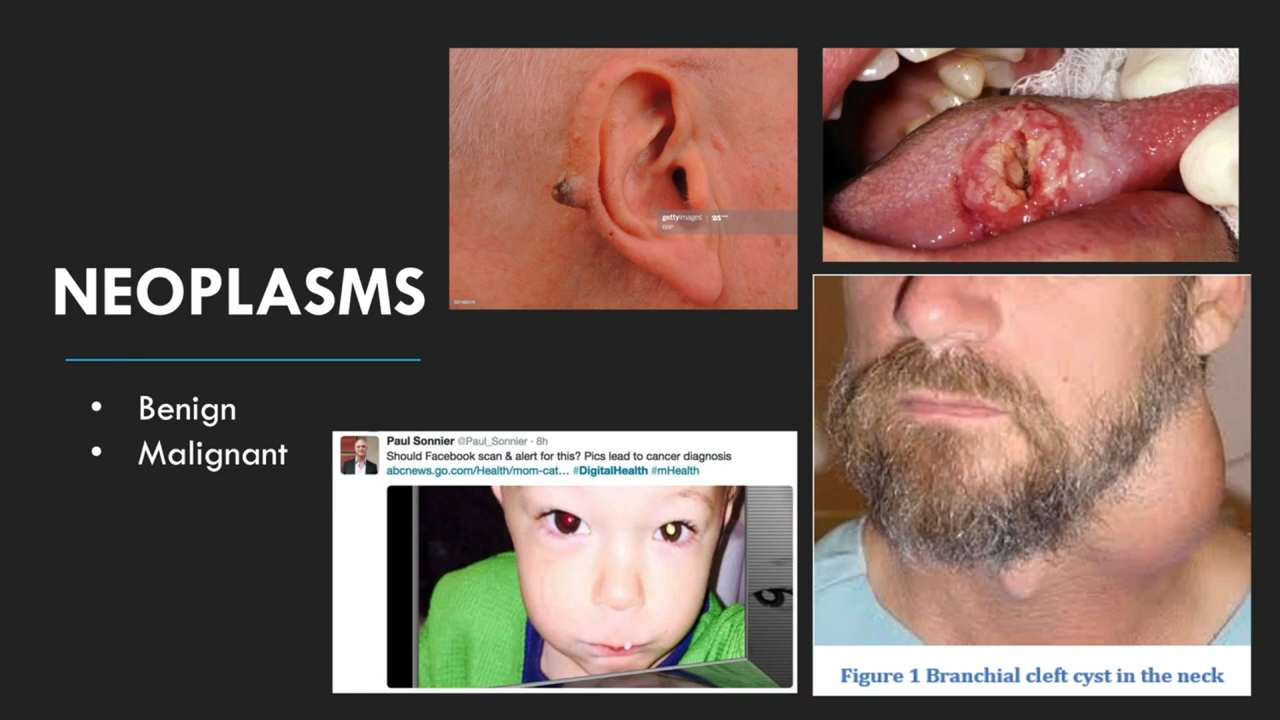 NEOPLASMS
• Benign
• Malignant
gettyimages
Paul Sonnier @Paul_Sonnier · 8h
Should Facebook scan & alert for this? Pics lead to cancer diagnosis
abcnews.go.com/Health/mom-cat... #DigitalHealth #mHealth
Figure 1 Branchial cleft cyst in the neck